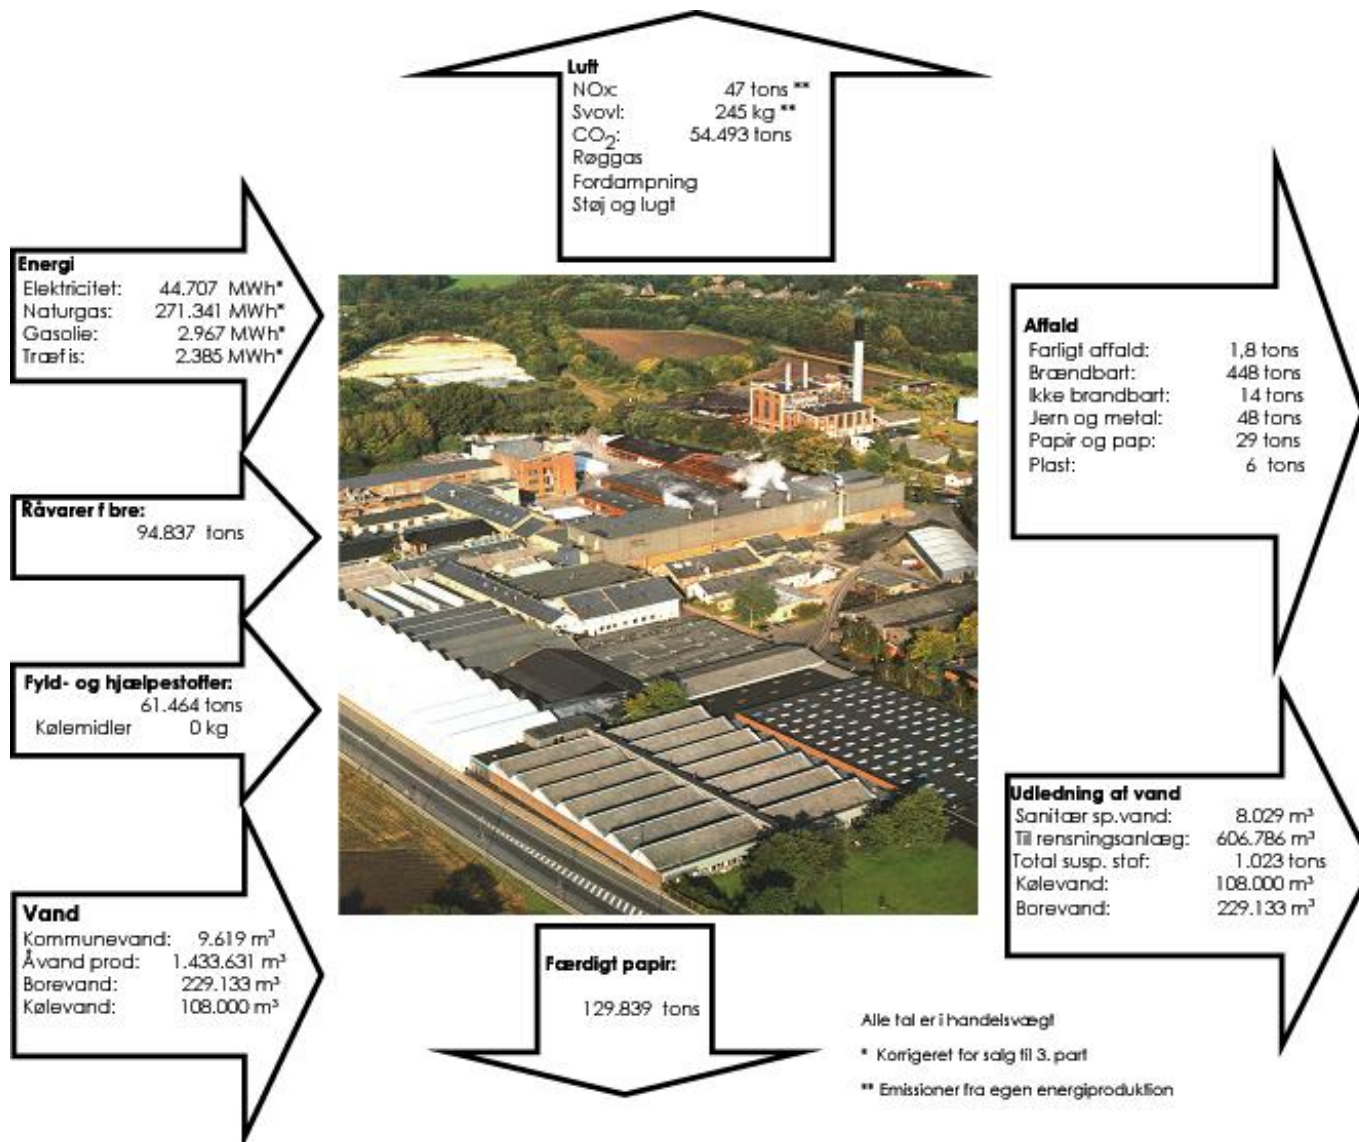 Luft
NOx: 47 tons **
Svovl: 245 kg **
CO₂: 54.493 tons
Røggas
Fordampning
Støj og lugt
Energi
Elektricitet: 44.707 MWh*
Naturgas: 271.341 MWh*
Gasolie: 2.967 MWh*
Træflis: 2.385 MWh*
Råvarer f bre:
94.837 tons
Fyld- og hjælpestoffer:
61.464 tons
Kølemidler 0 kg
Vand
Kommunevand: 9.619 m³
Åvand prod: 1.433.631 m³
Borevand: 229.133 m³
Kølevand: 108.000 m³
Færdigt papir:
129.839 tons
Affald
Farligt affald: 1,8 tons
Brændbart: 448 tons
Ikke brandbart: 14 tons
Jern og metal: 48 tons
Papir og pap: 29 tons
Plast: 6 tons
Udledning af vand
Sanitær sp.vand: 8.029 m³
Til rensningsanlæg: 606.786 m³
Total susp. stof: 1.023 tons
Kølevand: 108.000 m³
Borevand: 229.133 m³
Alle tal er i handelsvægt
* Korrigeret for salg til 3. part
** Emissioner fra egen energiproduktion